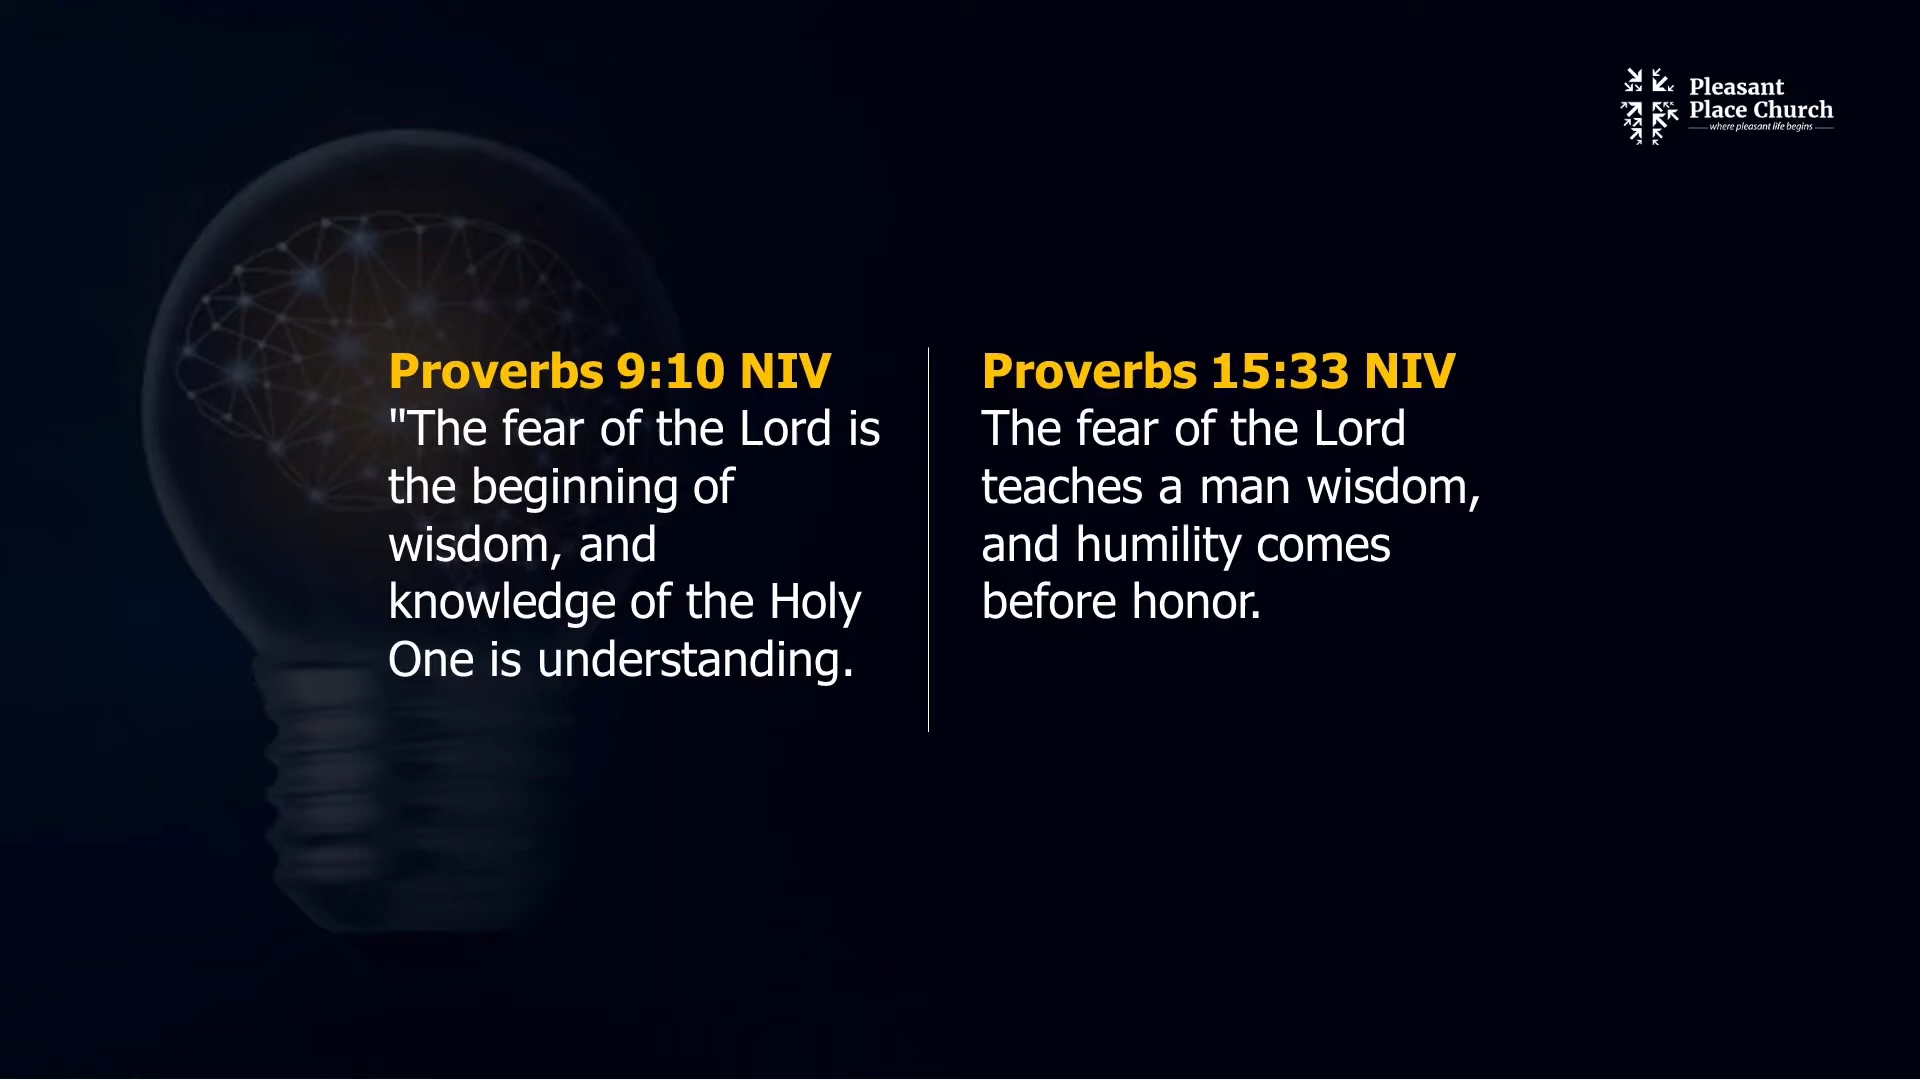 Pleasant
Place Church
where pleasant life begins
Proverbs 9:10 NIV
"The fear of the Lord is
the beginning of
wisdom, and
knowledge of the Holy
One is understanding.
Proverbs 15:33 NIV
The fear of the Lord
teaches a man wisdom,
and humility comes
before honor.